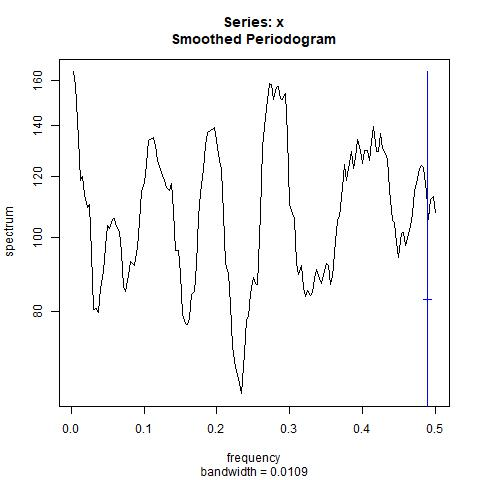 Series: x
Smoothed Periodogram
spectrum
160
140
120
100
80
0.0 0.1 0.2 0.3 0.4 0.5
frequency
bandwidth = 0.0109